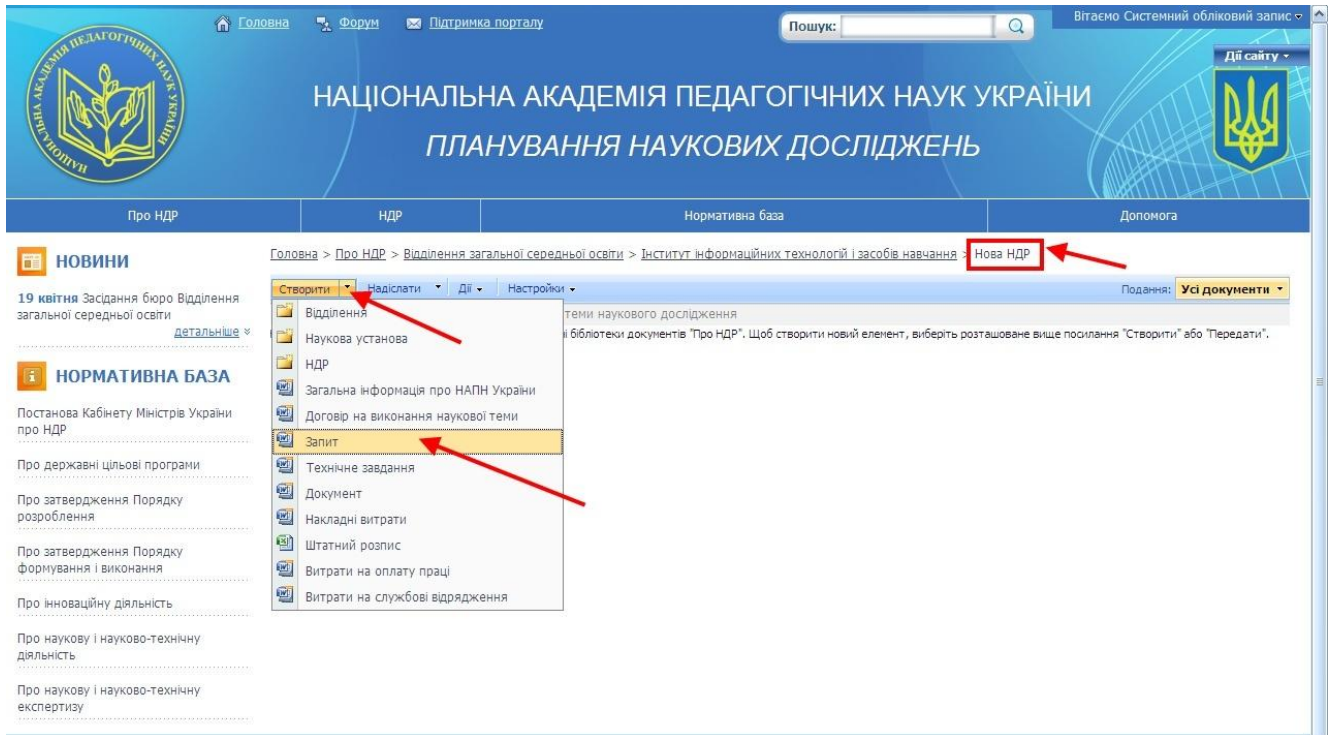 Головна Форум Підтримка порталу
Пошук:
Вітаємо Системний обліковий запис
Дії сайту
НАЦІОНАЛЬНА АКАДЕМІЯ ПЕДАГОГІЧНИХ НАУК УКРАЇНИ
НАЦІОНАЛЬНА АКАДЕМІЯ ПЕДАГОГІЧНИХ НАУК УКРАЇНИ
ПЛАНУВАННЯ НАУКОВИХ ДОСЛІДЖЕНЬ
Про НДР НДР Нормативна база Допомога
НОВИНИ
19 квітня Засідання бюро Відділення
загальної середньої освіти
детальніше
НОРМАТИВНА БАЗА
Постанова Кабінету Міністрів України
про НДР
Про державні цільові програми
Про затвердження Порядку
розроблення
Про затвердження Порядку
формування і виконання
Про інноваційну діяльність
Про наукову і науково-технічну
діяльність
Про наукову і науково-технічну
експертизу
Головна > Про НДР > Відділення загальної середньої освіти > Інститут інформаційних технологій і засобів навчання > Нова НДР
Створити Надіслати Дії Настройки
Подання: Усі документи
теми наукового дослідження
бібліотеки документів "Про НДР". Щоб створити новий елемент, виберіть розташоване вище посилання "Створити" або "Передати".
Відділення
Наукова установа
НДР
Загальна інформація про НАПН України
Договір на виконання наукової теми
Запит
Технічне завдання
Документ
Накладні витрати
Штатний розпис
Витрати на оплату праці
Витрати на службові відрядження